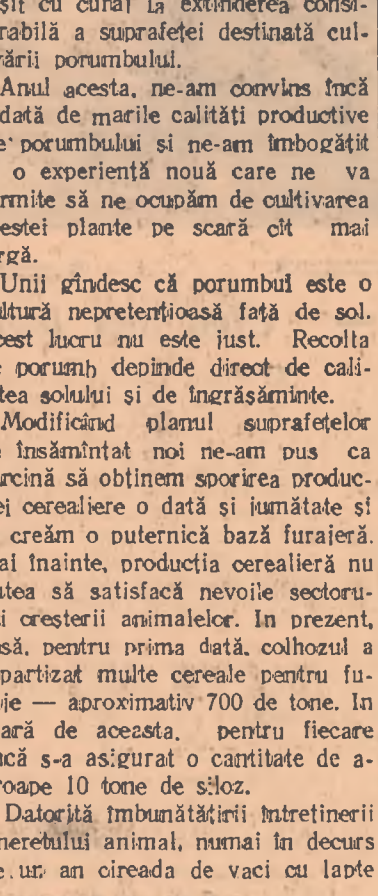 șit cu curaj la extinderea consi-
rabilă a suprafeței destinată cul-
rării porumbului.
Anul acesta, ne-am convins încă
dată de marile calități productive
e porumbului și ne-am îmbogățit
o experiență nouă care ne va
rmite să ne ocupăm de cultivarea
estei plante pe scară cît mai
rgă.
Unii gîndesc că porumbul este o
ltură nepretențioasă față de sol.
cest lucru nu este just. Recolta
e porumb depinde direct de cali-
tea solului și de îngrășăminte.
Modificînd planul suprafețelor
e însămînțat noi ne-am pus ca
rcină să obținem sporirea produc-
ei cerealiere o dată și jumătate și
creăm o puternică bază furajeră.
ai înainte, producția cerealieră nu
utea să satisfacă nevoile sectoru-
i creșterii animalelor. In prezent,
să, pentru prima dată, colhozul a
partizat multe cereale pentru fu-
je — aproximativ 700 de tone. In
ară de aceasta, pentru fiecare
că s-a asigurat o cantitate de a-
roape 10 tone de siloz.
Datorită îmbunătățirii întreținerii
neretului animal, numai în decurs
e un an cireada de vaci cu lapte